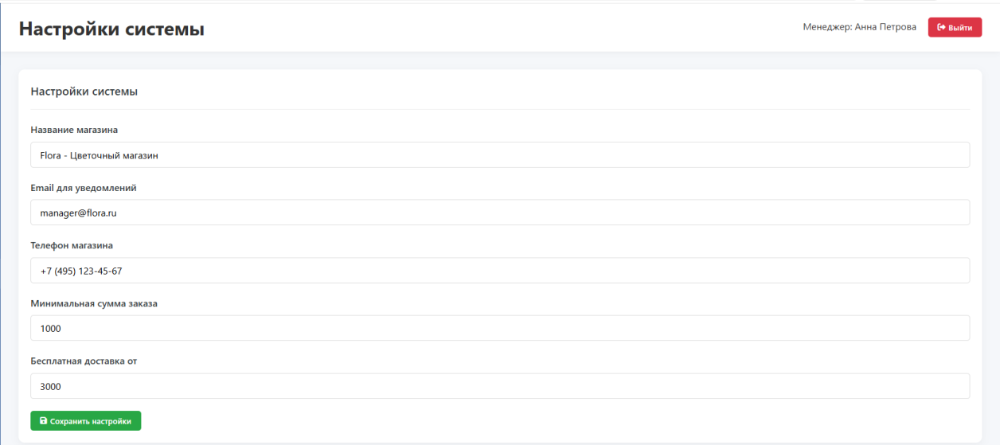 Настройки системы
Менеджер: Анна Петрова
Выйти
Настройки системы
Название магазина
Flora - Цветочный магазин
Email для уведомлений
manager@flora.ru
Телефон магазина
+7 (495) 123-45-67
Минимальная сумма заказа
1000
Бесплатная доставка от
3000
Сохранить настройки